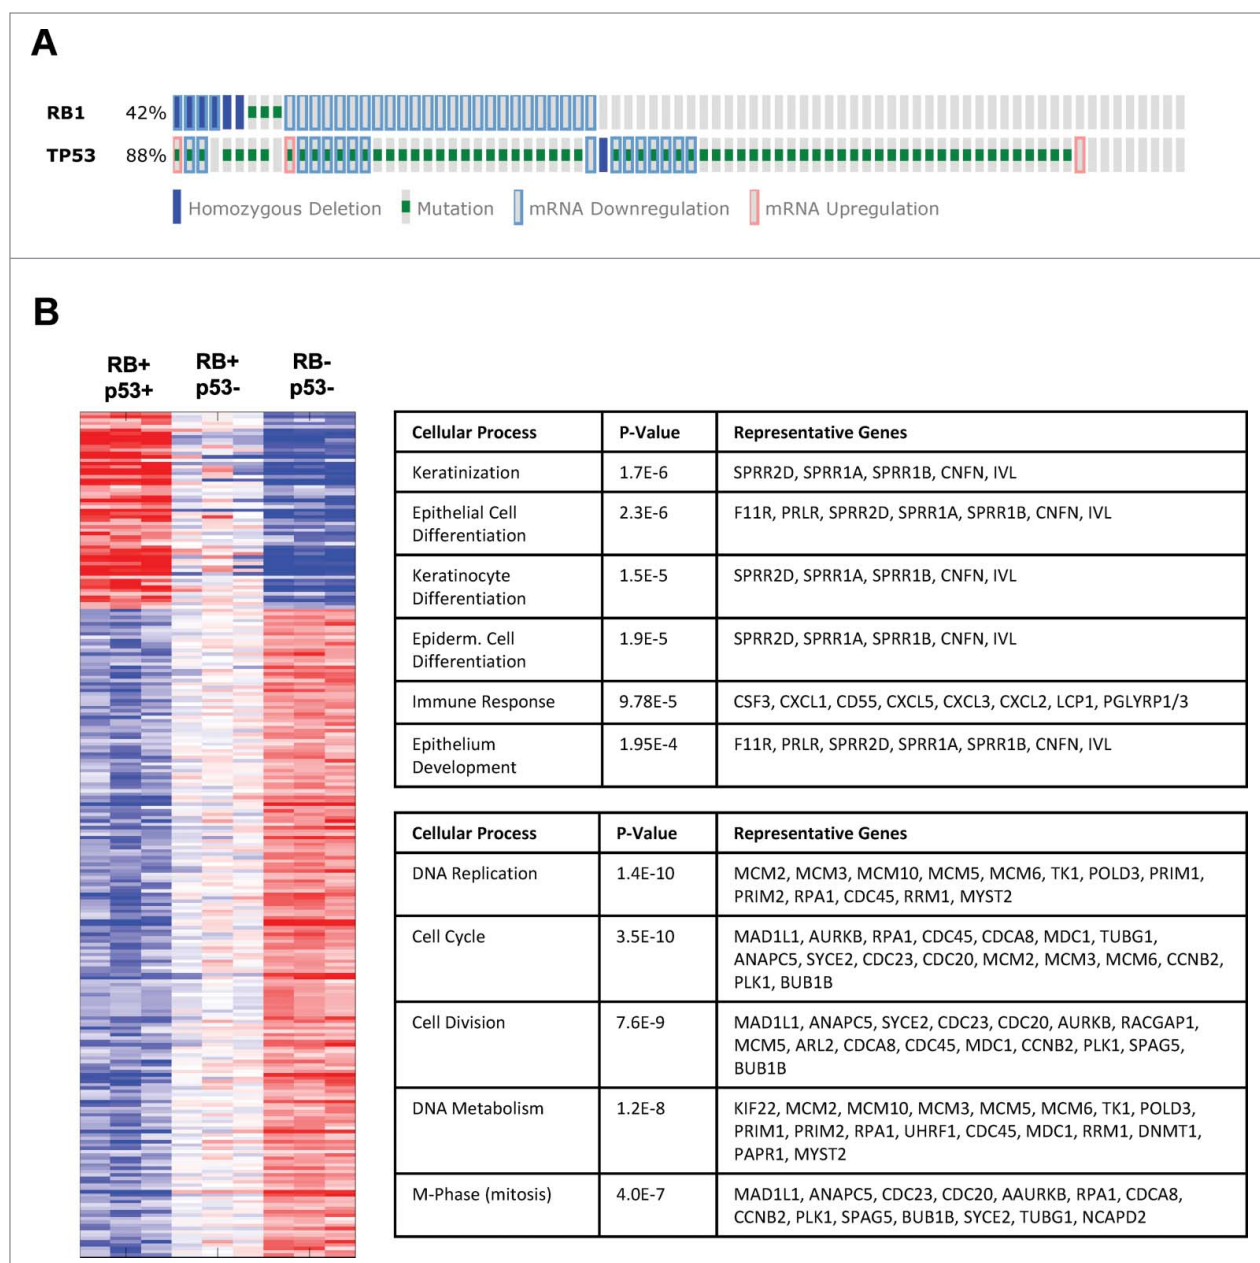 A
RB1 42%
TP53 88%
Homozygous Deletion Mutation mRNA Downregulation mRNA Upregulation
B
RB+ RB+ RB-
p53+ p53- p53-
Cellular Process P-Value Representative Genes
Keratinization 1.7E-6 SPRR2D, SPRR1A, SPRR1B, CNFN, IVL
Epithelial Cell 2.3E-6 F11R, PRLR, SPRR2D, SPRR1A, SPRR1B, CNFN, IVL
Differentiation
Keratinocyte 1.5E-5 SPRR2D, SPRR1A, SPRR1B, CNFN, IVL
Differentiation
Epiderm. Cell 1.9E-5 SPRR2D, SPRR1A, SPRR1B, CNFN, IVL
Differentiation
Immune Response 9.78E-5 CSF3, CXCL1, CD55, CXCL5, CXCL3, CXCL2, LCP1, PGLYRP1/3
Epithelium 1.95E-4 F11R, PRLR, SPRR2D, SPRR1A, SPRR1B, CNFN, IVL
Development
Cellular Process P-Value Representative Genes
DNA Replication 1.4E-10 MCM2, MCM3, MCM10, MCM5, MCM6, TK1, POLD3, PRIM1,
PRIM2, RPA1, CDC45, RRM1, MYST2
Cell Cycle 3.5E-10 MAD1L1, AURKB, RPA1, CDC45, CDCA8, MDC1, TUBG1,
ANAPC5, SYCE2, CDC23, CDC20, MCM2, MCM3, MCM6, CCNB2,
PLK1, BUB1B
Cell Division 7.6E-9 MAD1L1, ANAPC5, SYCE2, CDC23, CDC20, AURKB, RACGAP1,
MCM5, ARL2, CDCA8, CDC45, MDC1, CCNB2, PLK1, SPAG5,
BUB1B
DNA Metabolism 1.2E-8 KIF22, MCM2, MCM10, MCM3, MCM5, MCM6, TK1, POLD3,
PRIM1, PRIM2, RPA1, UHRF1, CDC45, MDC1, RRM1, DNMT1,
PAPR1, MYST2
M-Phase (mitosis) 4.0E-7 MAD1L1, ANAPC5, CDC23, CDC20, AAURKB, RPA1, CDCA8,
CCNB2, PLK1, SPAG5, BUB1B, SYCE2, TUBG1, NCAPD2